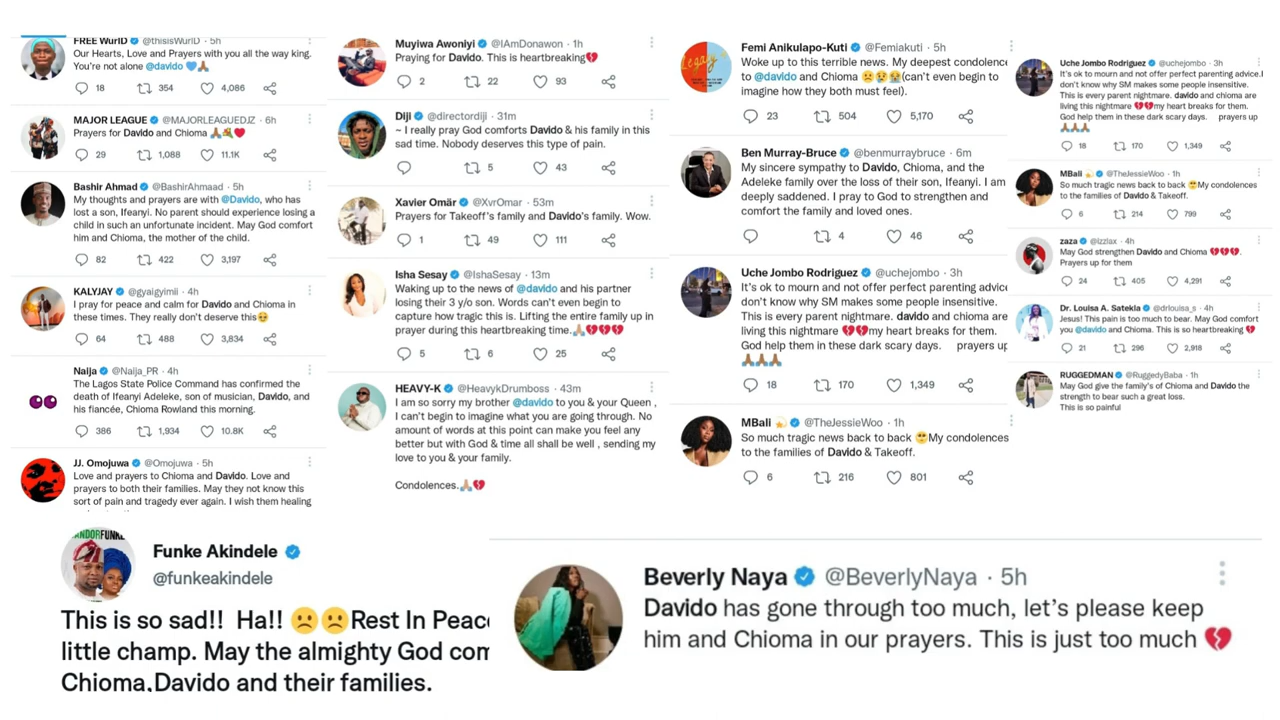 FREE WurlD @thisisWurlD · 5h
Our Hearts, Love and Prayers with you all the way king.
You're not alone @davido 💙🙏🏾
18 354 4,086
MAJOR LEAGUE @MAJORLEAGUEDJZ · 6h
Prayers for Davido and Chioma 🙏🏾💐❤️
29 1,088 11.1K
Bashir Ahmad @BashirAhmaad · 5h
My thoughts and prayers are with @Davido, who has
lost a son, Ifeanyi. No parent should experience losing a
child in such an unfortunate incident. May God comfort
him and Chioma, the mother of the child.
82 422 3,197
KALYJAY @gyaigyimii · 4h
I pray for peace and calm for Davido and Chioma in
these times. They really don't deserve this🥺
64 488 3,834
Naija @Naija_PR · 4h
The Lagos State Police Command has confirmed the
death of Ifeanyi Adeleke, son of musician, Davido, and
his fiancée, Chioma Rowland this morning.
386 1,934 10.8K
JJ. Omojuwa @Omojuwa · 5h
Love and prayers to Chioma and Davido. Love and
prayers to both their families. May they not know this
sort of pain and tragedy ever again. I wish them healing
Muyiwa Awoniyi @IAmDonawon · 1h
Praying for Davido. This is heartbreaking💔
2 22 93
Diji @directordiji · 31m
~ I really pray God comforts Davido & his family in this
sad time. Nobody deserves this type of pain.
5 43
Xavier Omär @XvrOmar · 53m
Prayers for Takeoff's family and Davido's family. Wow.
1 49 111
Isha Sesay @IshaSesay · 13m
Waking up to the news of @davido and his partner
losing their 3 y/o son. Words can't even begin to
capture how tragic this is. Lifting the entire family up in
prayer during this heartbreaking time.🙏🏽💔💔💔
5 6 25
HEAVY-K @HeavykDrumboss · 43m
I am so sorry my brother @davido to you & your Queen ,
I can't begin to imagine what you are going through. No
amount of words at this point can make you feel any
better but with God & time all shall be well , sending my
love to you & your family.
Condolences.🙏🏽💔
Femi Anikulapo-Kuti @Femiakuti · 5h
Legacy+
Woke up to this terrible news. My deepest condolence
to @davido and Chioma ☹️😢😭(can't even begin to
imagine how they both must feel).
23 504 5,170
Ben Murray-Bruce @benmurraybruce · 6m
My sincere sympathy to Davido, Chioma, and the
Adeleke family over the loss of their son, Ifeanyi. I am
deeply saddened. I pray to God to strengthen and
comfort the family and loved ones.
4 46
Uche Jombo Rodriguez @uchejombo · 3h
It's ok to mourn and not offer perfect parenting advice
don't know why SM makes some people insensitive.
This is every parent nightmare. davido and chioma are
living this nightmare 💔💔my heart breaks for them.
God help them in these dark scary days. prayers up
🙏🏾🙏🏾🙏🏾
18 170 1,349
MBali 💫 @TheJessieWoo · 1h
So much tragic news back to back 🥺My condolences
to the families of Davido & Takeoff.
6 216 801
Uche Jombo Rodriguez @uchejombo · 3h
It's ok to mourn and not offer perfect parenting advice.I
don't know why SM makes some people insensitive.
This is every parent nightmare. davido and chioma are
living this nightmare 💔💔my heart breaks for them.
God help them in these dark scary days. prayers up
🙏🏾🙏🏾🙏🏾
18 170 1,349
MBali 💫 @TheJessieWoo · 1h
So much tragic news back to back 🥺My condolences
to the families of Davido & Takeoff.
6 214 799
zaza @lzzlax · 4h
May God strengthen Davido and Chioma 💔💔💔.
Prayers up for them
24 405 4,291
Dr. Louisa A. Satekla @drlouisa_s · 4h
Jesus! This pain is too much to bear. May God comfort
you @davido and Chioma. This is so heartbreaking 💔
21 296 2,918
RUGGEDMAN @RuggedyBaba · 1h
May God give the family's of Chioma and Davido the
strength to bear such a great loss.
This is so painful
ANDORFUNKE
Funke Akindele
@funkeakindele
This is so sad!! Ha!! ☹️☹️Rest In Peac
little champ. May the almighty God com
Chioma,Davido and their families.
Beverly Naya @BeverlyNaya · 5h
Davido has gone through too much, let's please keep
him and Chioma in our prayers. This is just too much 💔